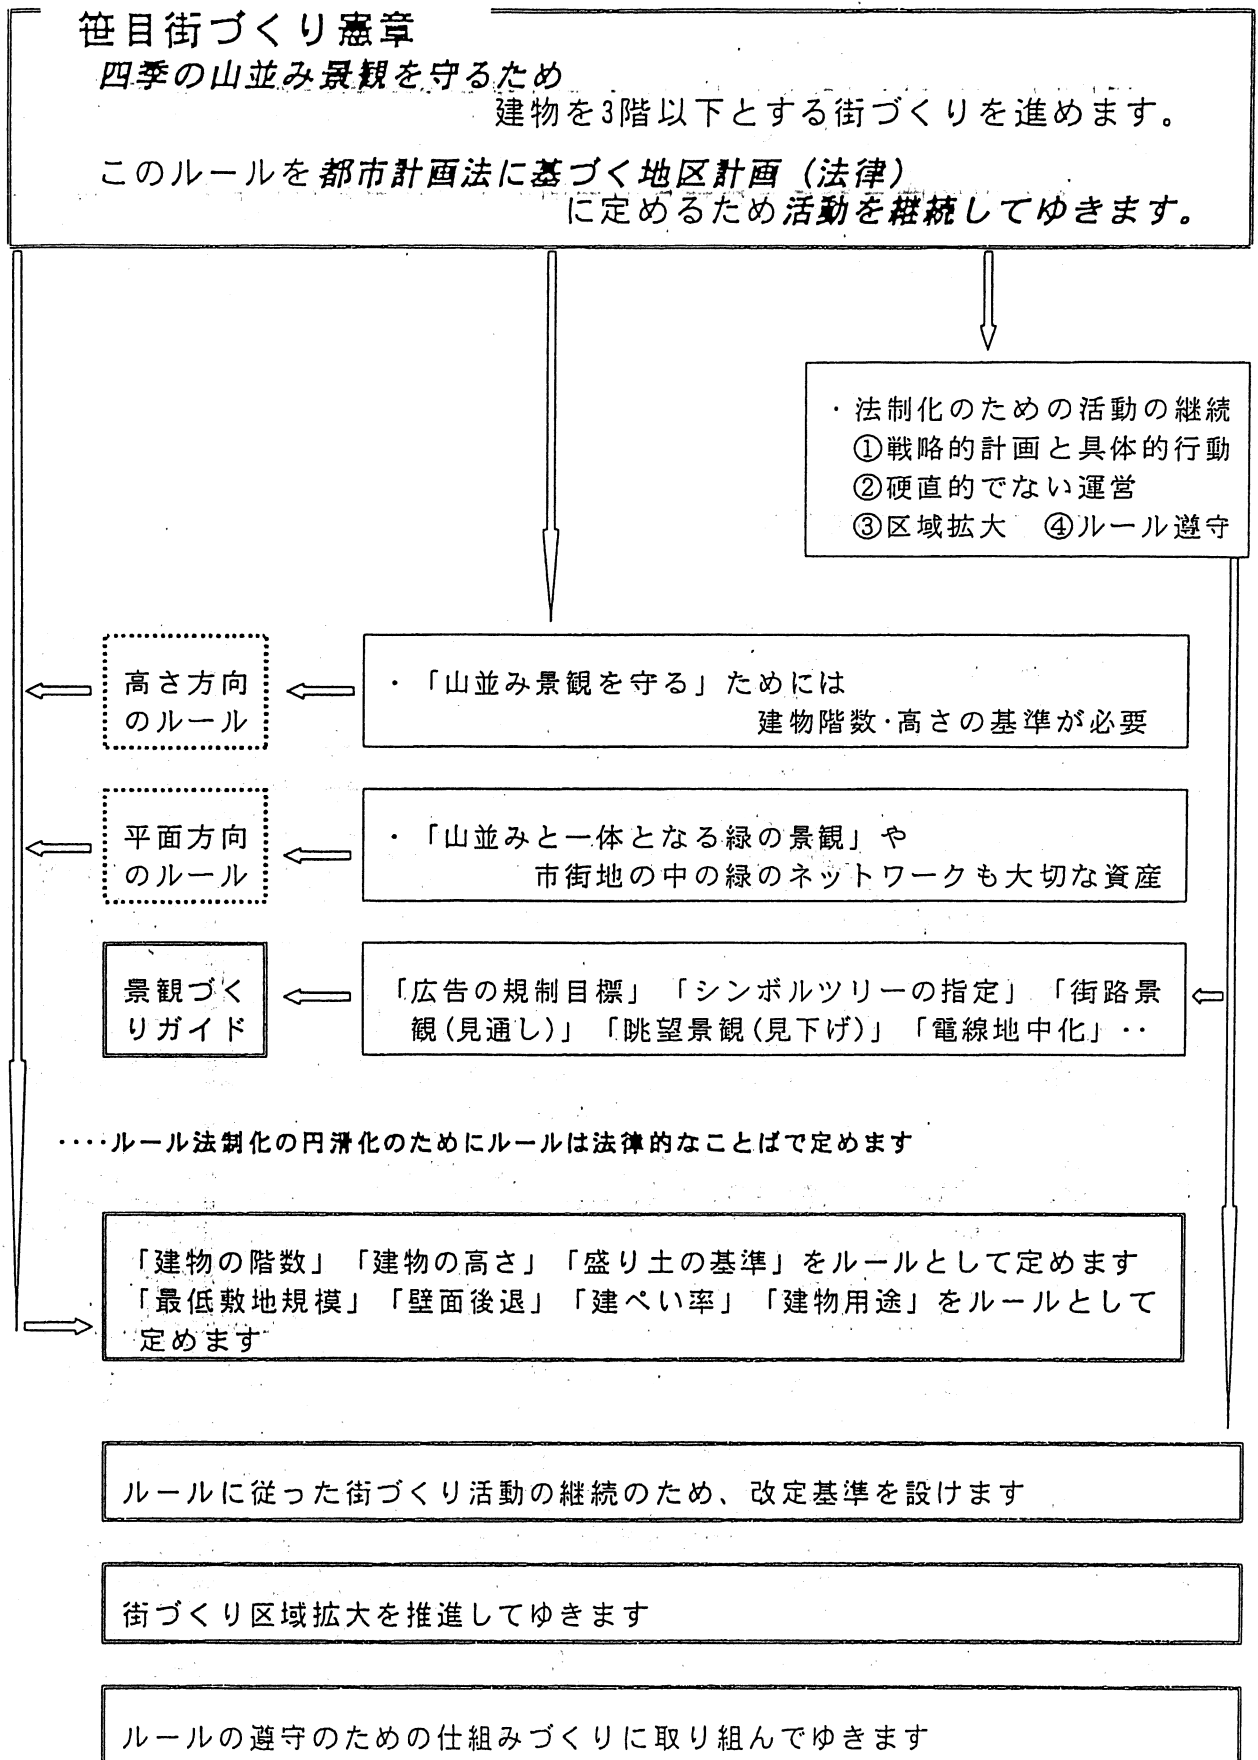 笹目街づくり憲章
四季の山並み景観を守るため
建物を3階以下とする街づくりを進めます。
このルールを都市計画法に基づく地区計画（法律）
に定めるため活動を継続してゆきます。
・法制化のための活動の継続
①戦略的計画と具体的行動
②硬直的でない運営
③区域拡大　④ルール遵守
高さ方向
のルール
・「山並み景観を守る」ためには
建物階数・高さの基準が必要
平面方向
のルール
・「山並みと一体となる緑の景観」や
市街地の中の緑のネットワークも大切な資産
景観づく
りガイド
「広告の規制目標」「シンボルツリーの指定」「街路景
観(見通し)」「眺望景観(見下げ)」「電線地中化」‥
‥‥ルール法制化の円滑化のためにルールは法律的なことばで定めます
「建物の階数」「建物の高さ」「盛り土の基準」をルールとして定めます
「最低敷地規模」「壁面後退」「建ぺい率」「建物用途」をルールとして
定めます
ルールに従った街づくり活動の継続のため、改定基準を設けます
街づくり区域拡大を推進してゆきます
ルールの遵守のための仕組みづくりに取り組んでゆきます